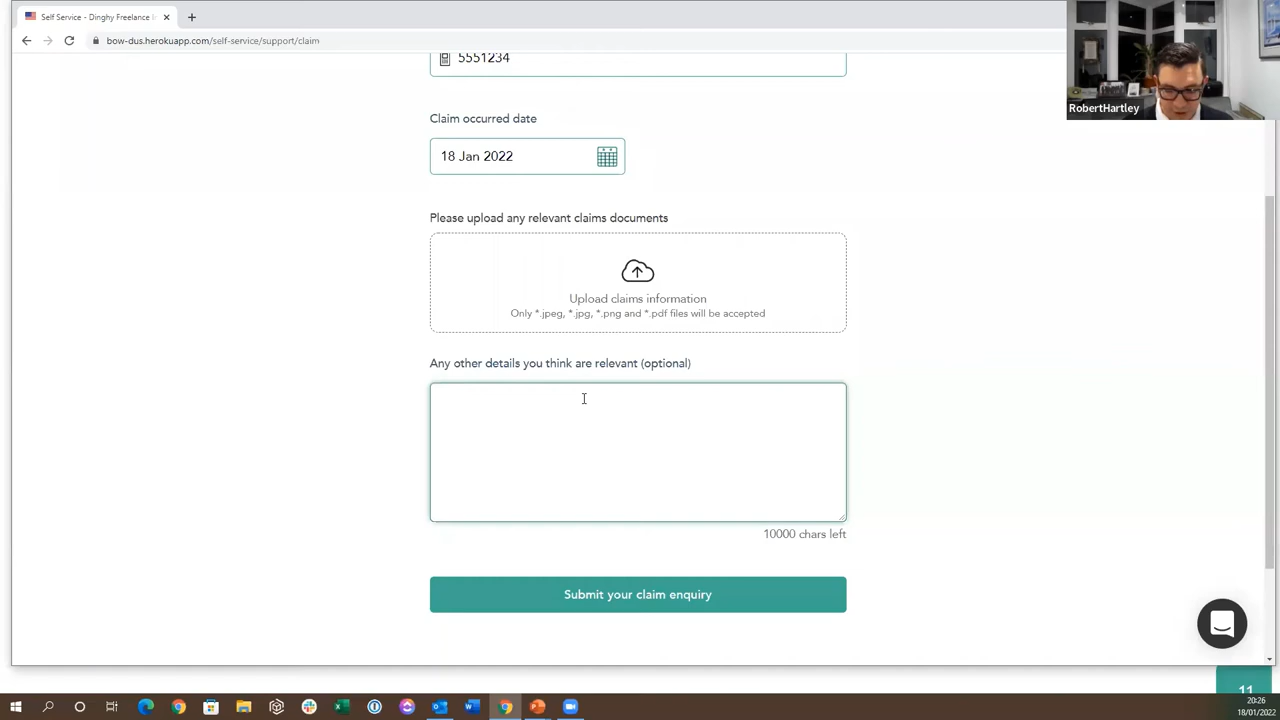 Self Service - Dinghy Freelance I
bow-dus.herokuapp.com/self-service/support/claim
RobertHartley
5551234
Claim occurred date
18 Jan 2022
Please upload any relevant claims documents
Upload claims information
Only *.jpeg, *.jpg, *.png and *.pdf files will be accepted
Any other details you think are relevant (optional)
10000 chars left
Submit your claim enquiry
11
20:26
18/01/2022